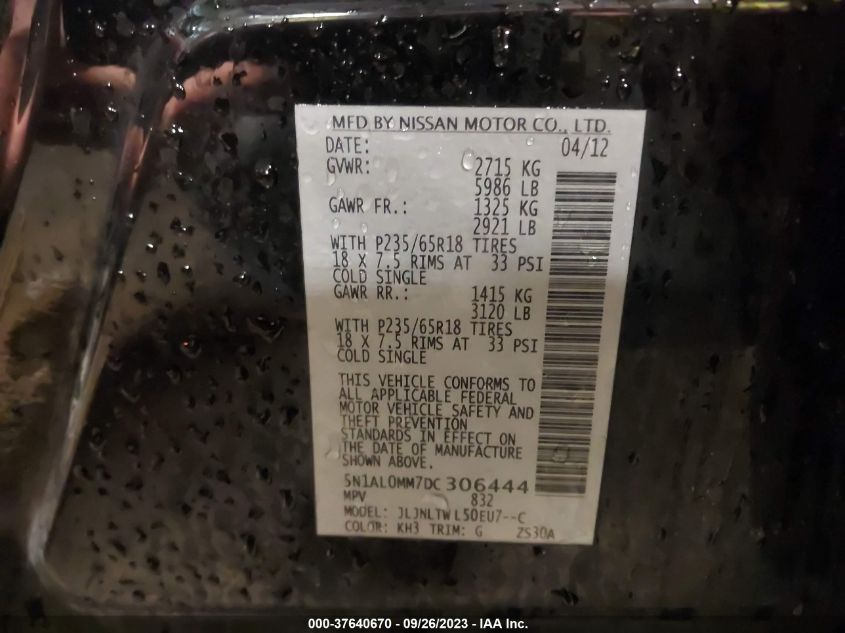 MFD BY NISSAN MOTOR CO., LTD.
DATE: 04/12
GVWR: 2715 KG
5986 LB
GAWR FR.: 1325 KG
2921 LB
WITH P235/65R18 TIRES
18 X 7.5 RIMS AT 33 PSI
COLD SINGLE
GAWR RR.: 1415 KG
3120 LB
WITH P235/65R18 TIRES
18 X 7.5 RIMS AT 33 PSI
COLD SINGLE
THIS VEHICLE CONFORMS TO
ALL APPLICABLE FEDERAL
MOTOR VEHICLE SAFETY AND
THEFT PREVENTION
STANDARDS IN EFFECT ON
THE DATE OF MANUFACTURE
SHOWN ABOVE.
5N1AL0MM7DC306444
MPV 832
MODEL: JLJNLTWL50EU7--C
COLOR: KH3 TRIM: G ZS30A
000-37640670 - 09/26/2023 - IAA Inc.